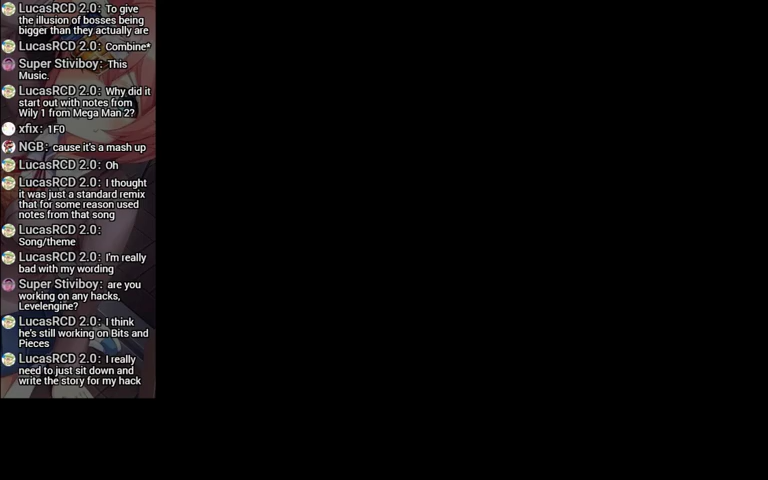 LucasRCD 2.0: To give
the illusion of bosses being
bigger than they actually are
LucasRCD 2.0: Combine*
Super Stiviboy: This
Music.
LucasRCD 2.0: Why did it
start out with notes from
Wily 1 from Mega Man 2?
xfix: 1F0
NGB: cause it's a mash up
LucasRCD 2.0: Oh
LucasRCD 2.0: I thought
it was just a standard remix
that for some reason used
notes from that song
LucasRCD 2.0:
Song/theme
LucasRCD 2.0: I'm really
bad with my wording
Super Stiviboy: are you
working on any hacks,
Levelengine?
LucasRCD 2.0: I think
he's still working on Bits and
Pieces
LucasRCD 2.0: I really
need to just sit down and
write the story for my hack